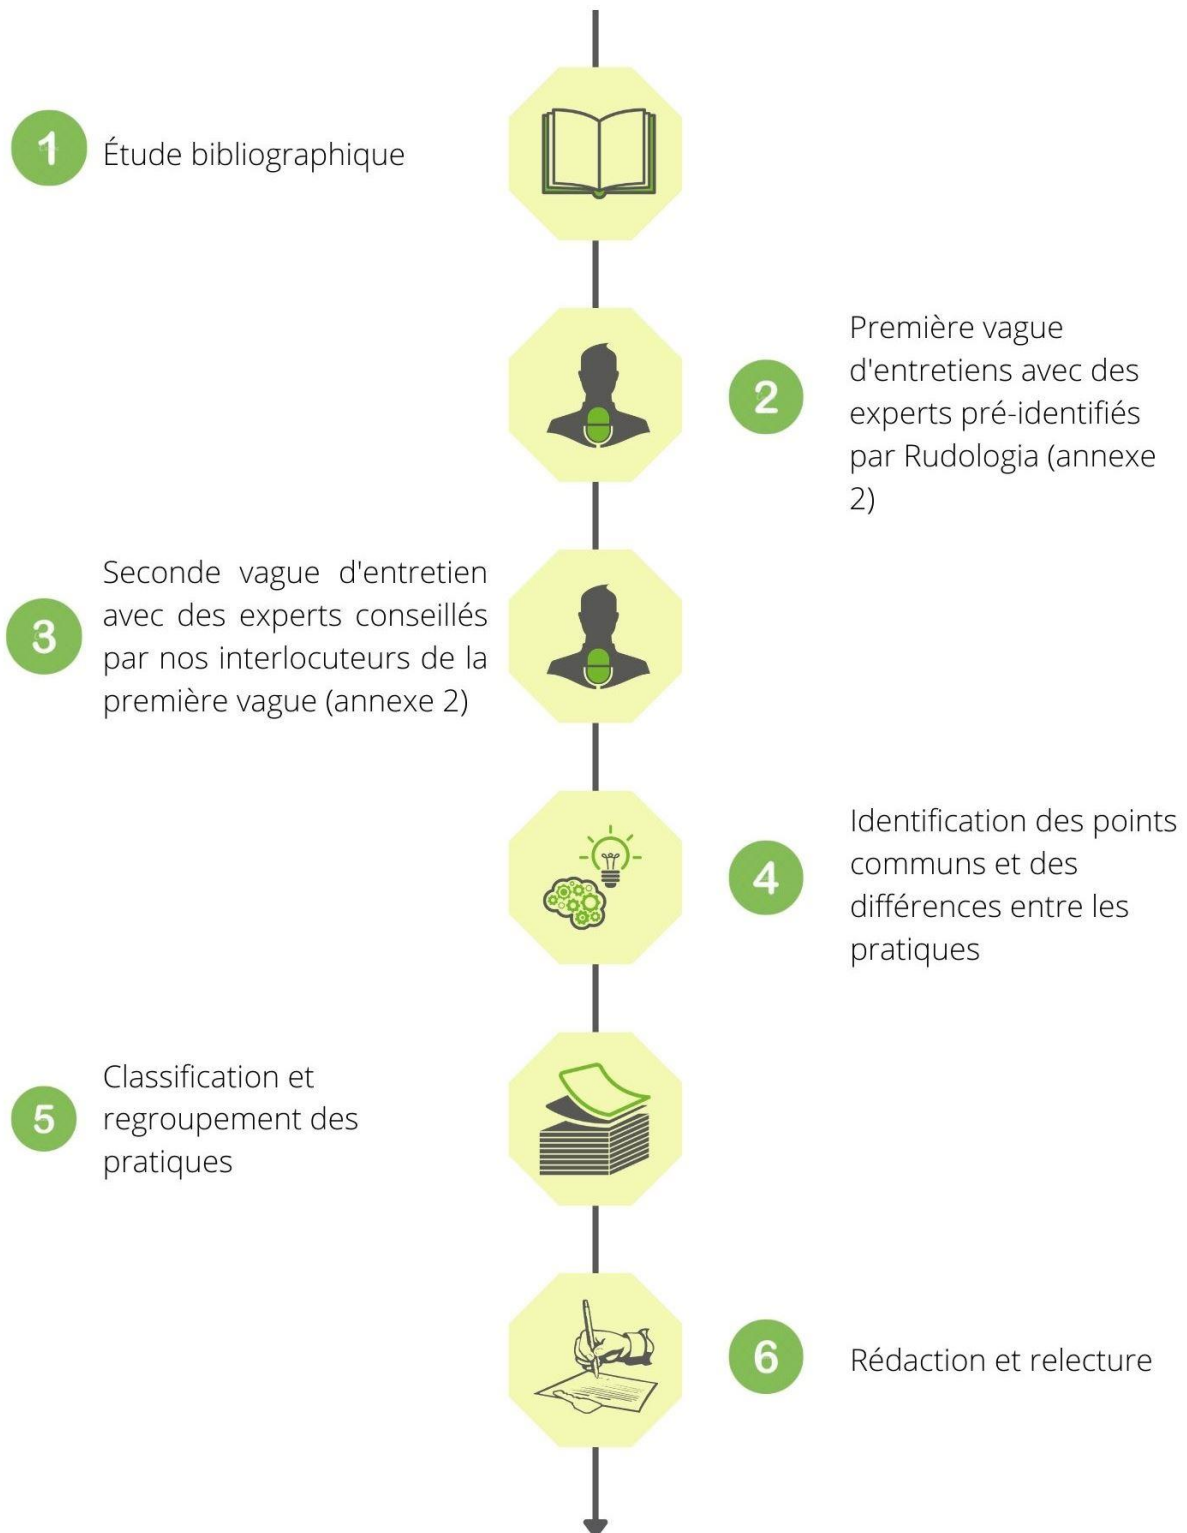 1
Étude bibliographique
2
Première vague
d'entretiens avec des
experts pré-identifiés
par Rudologia (annexe
2)
3
Seconde vague d'entretien
avec des experts conseillés
par nos interlocuteurs de la
première vague (annexe 2)
4
Identification des points
communs et des
différences entre les
pratiques
5
Classification et
regroupement des
pratiques
6
Rédaction et relecture